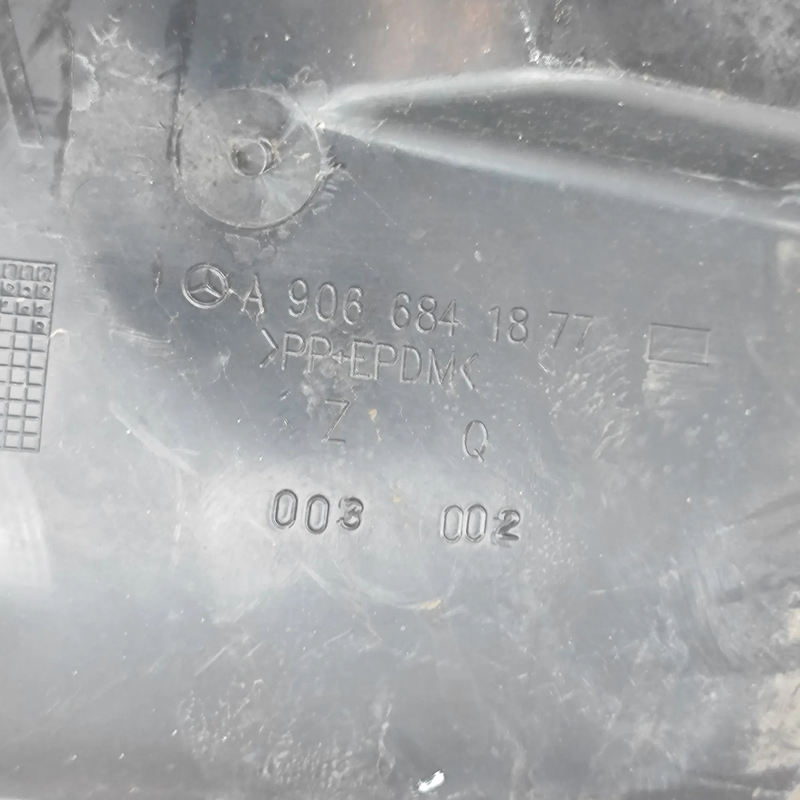 A 906 684 18 77
>PP+EPDM<
Z Q
003 002